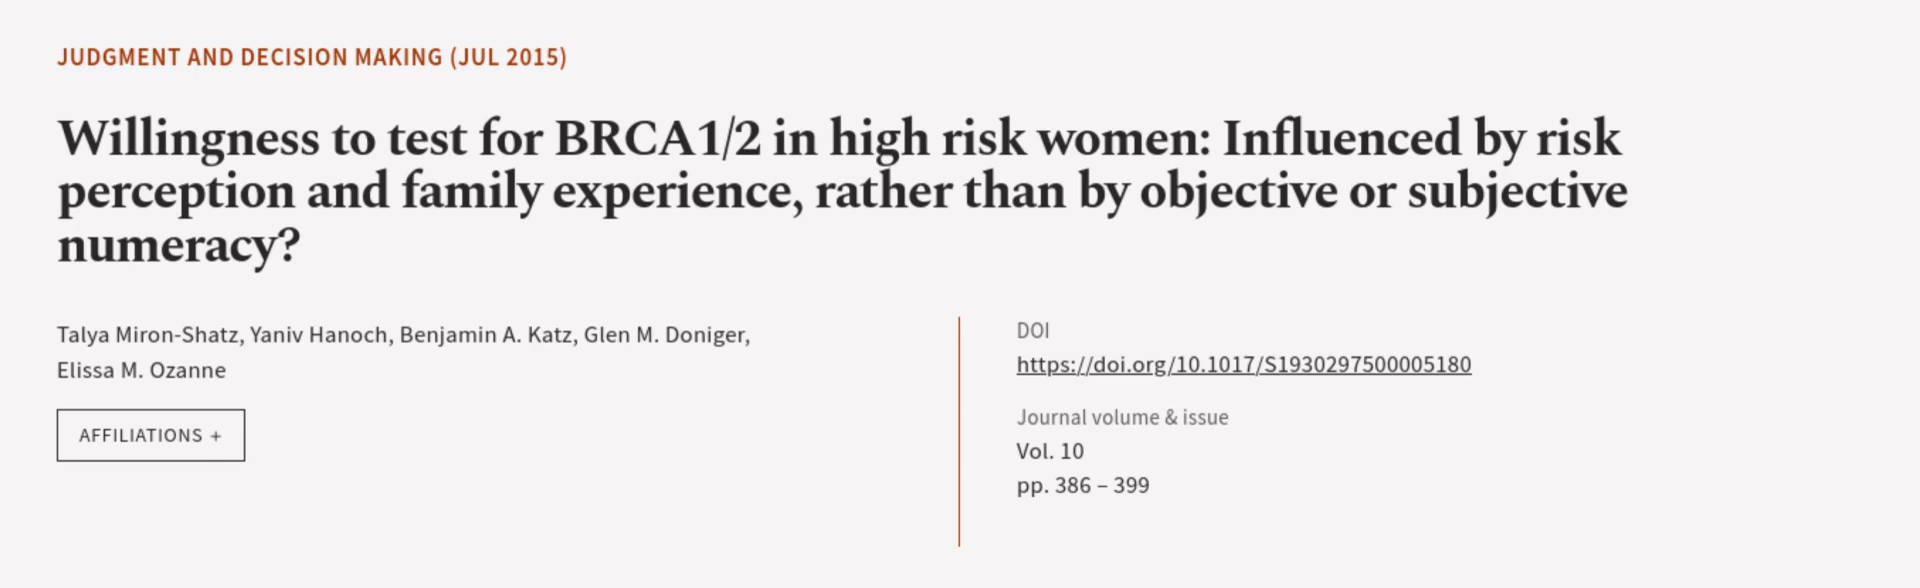 JUDGMENT AND DECISION MAKING (JUL 2015)
Willingness to test for BRCA1/2 in high risk women: Influenced by risk
perception and family experience, rather than by objective or subjective
numeracy?
Talya Miron-Shatz, Yaniv Hanoch, Benjamin A. Katz, Glen M. Doniger,
Elissa M. Ozanne
AFFILIATIONS +
DOI
https://doi.org/10.1017/S1930297500005180
Journal volume & issue
Vol. 10
pp. 386 – 399